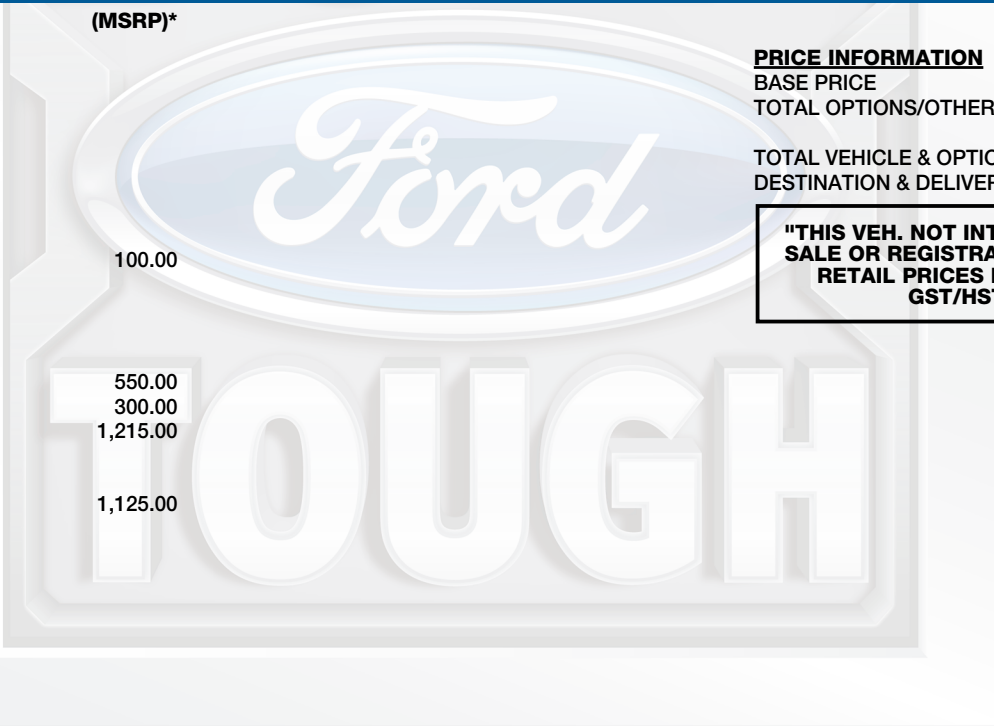 (MSRP)*
100.00
550.00
300.00
1,215.00
1,125.00
PRICE INFORMATION
BASE PRICE
TOTAL OPTIONS/OTHER
TOTAL VEHICLE & OPTIO
DESTINATION & DELIVER
"THIS VEH. NOT INT
SALE OR REGISTRA
RETAIL PRICES
GST/HST
Ford
TOUGH